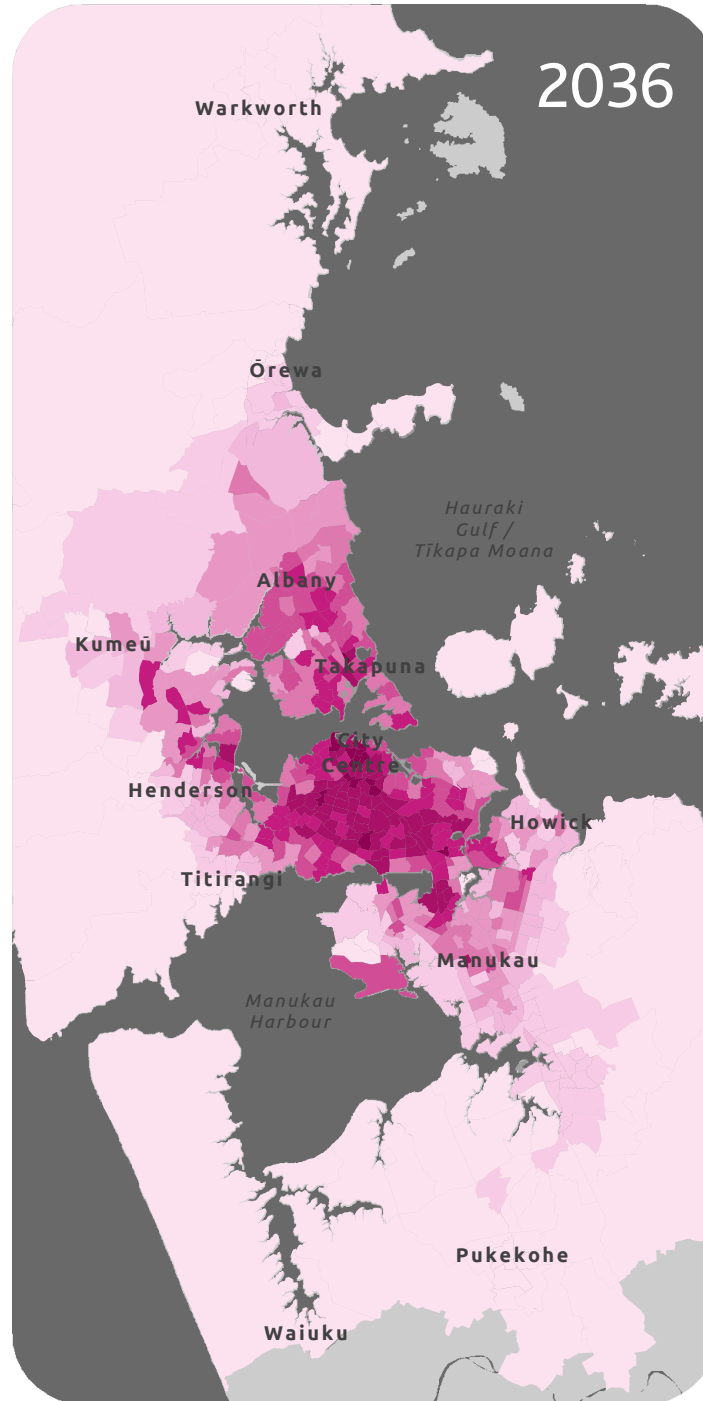 2036
Warkworth
Ōrewa
Hauraki
Gulf /
Tīkapa Moana
Albany
Kumeū
Takapuna
City
Centre
Henderson
Howick
Titirangi
Manukau
Manukau
Harbour
Pukekohe
Waiuku